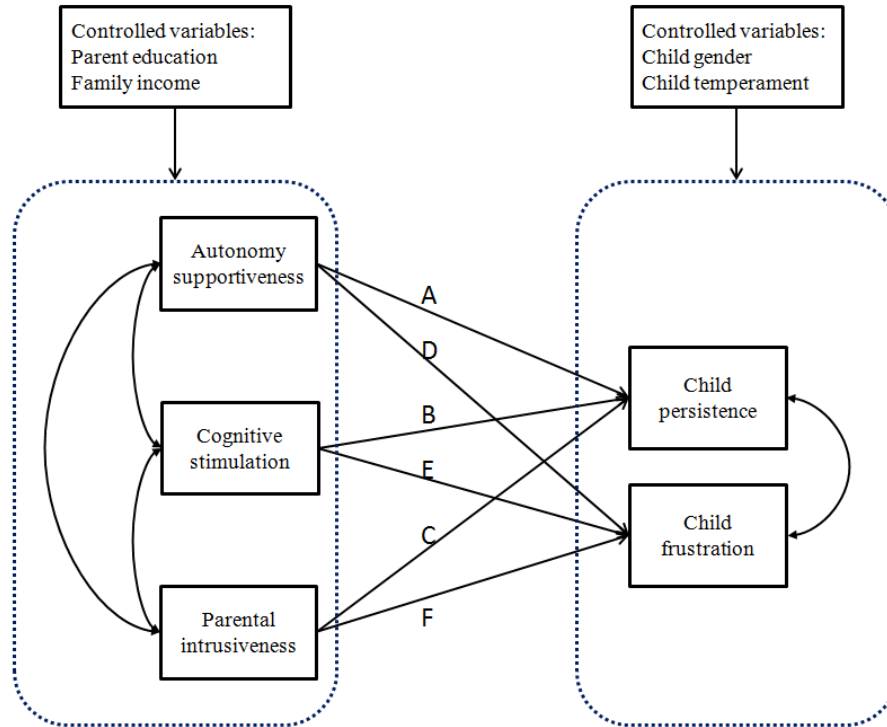 Controlled variables:
Parent education
Family income
Controlled variables:
Child gender
Child temperament
Autonomy
supportiveness
A
D
Child
persistence
B
Cognitive
stimulation
E
C
Child
frustration
Parental
intrusiveness
F